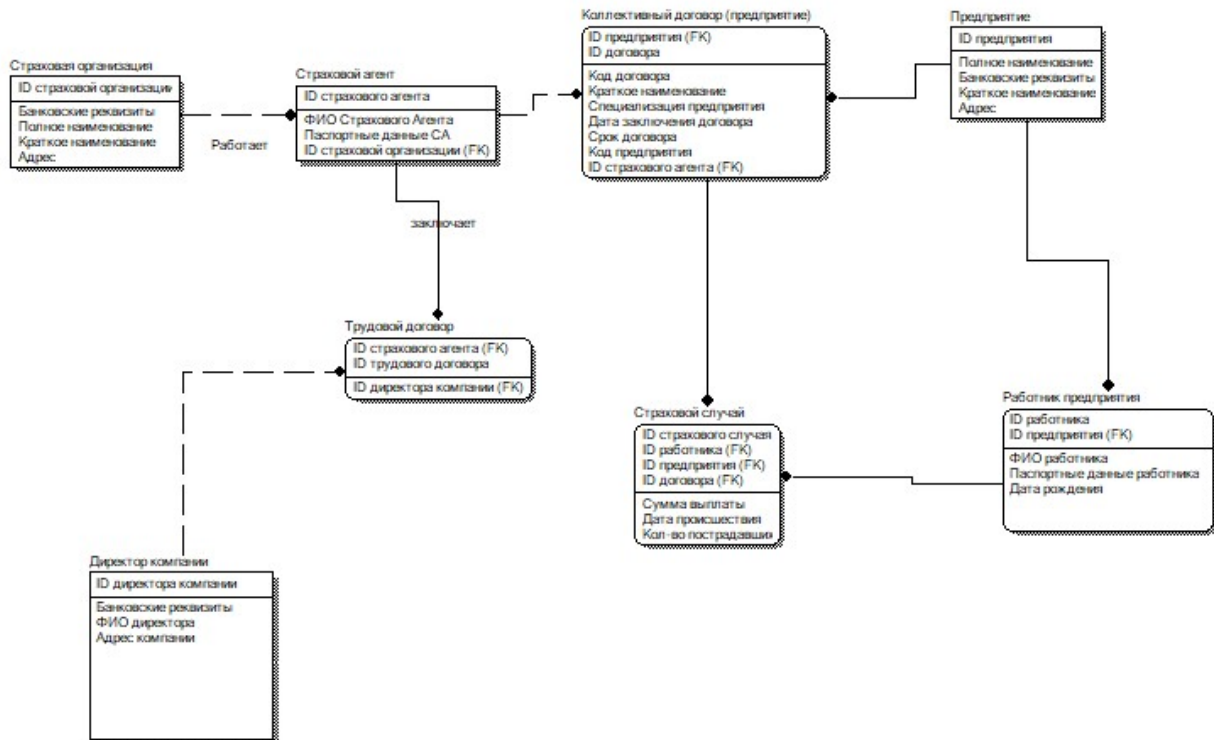 Коллективный договор (предприятие)
ID предприятия (FK)
ID договора
Код договора
Краткое наименование
Специализация предприятия
Дата заключения договора
Срок договора
Код предприятия
ID страхового агента (FK)
Предприятие
ID предприятия
Полное наименование
Банковские реквизиты
Краткое наименование
Адрес
Страховая организация
ID страховой организации
Банковские реквизиты
Полное наименование
Краткое наименование
Адрес
Работает
Страховой агент
ID страхового агента
ФИО Страхового Агента
Паспортные данные СА
ID страховой организации (FK)
заключает
Трудовой договор
ID страхового агента (FK)
ID трудового договора
ID директора компании (FK)
Страховой случай
ID страхового случая
ID работника (FK)
ID предприятия (FK)
ID договора (FK)
Сумма выплаты
Дата происшествия
Кол-во пострадавших
Работник предприятия
ID работника
ID предприятия (FK)
ФИО работника
Паспортные данные работника
Дата рождения
Директор компании
ID директора компании
Банковские реквизиты
ФИО директора
Адрес компании